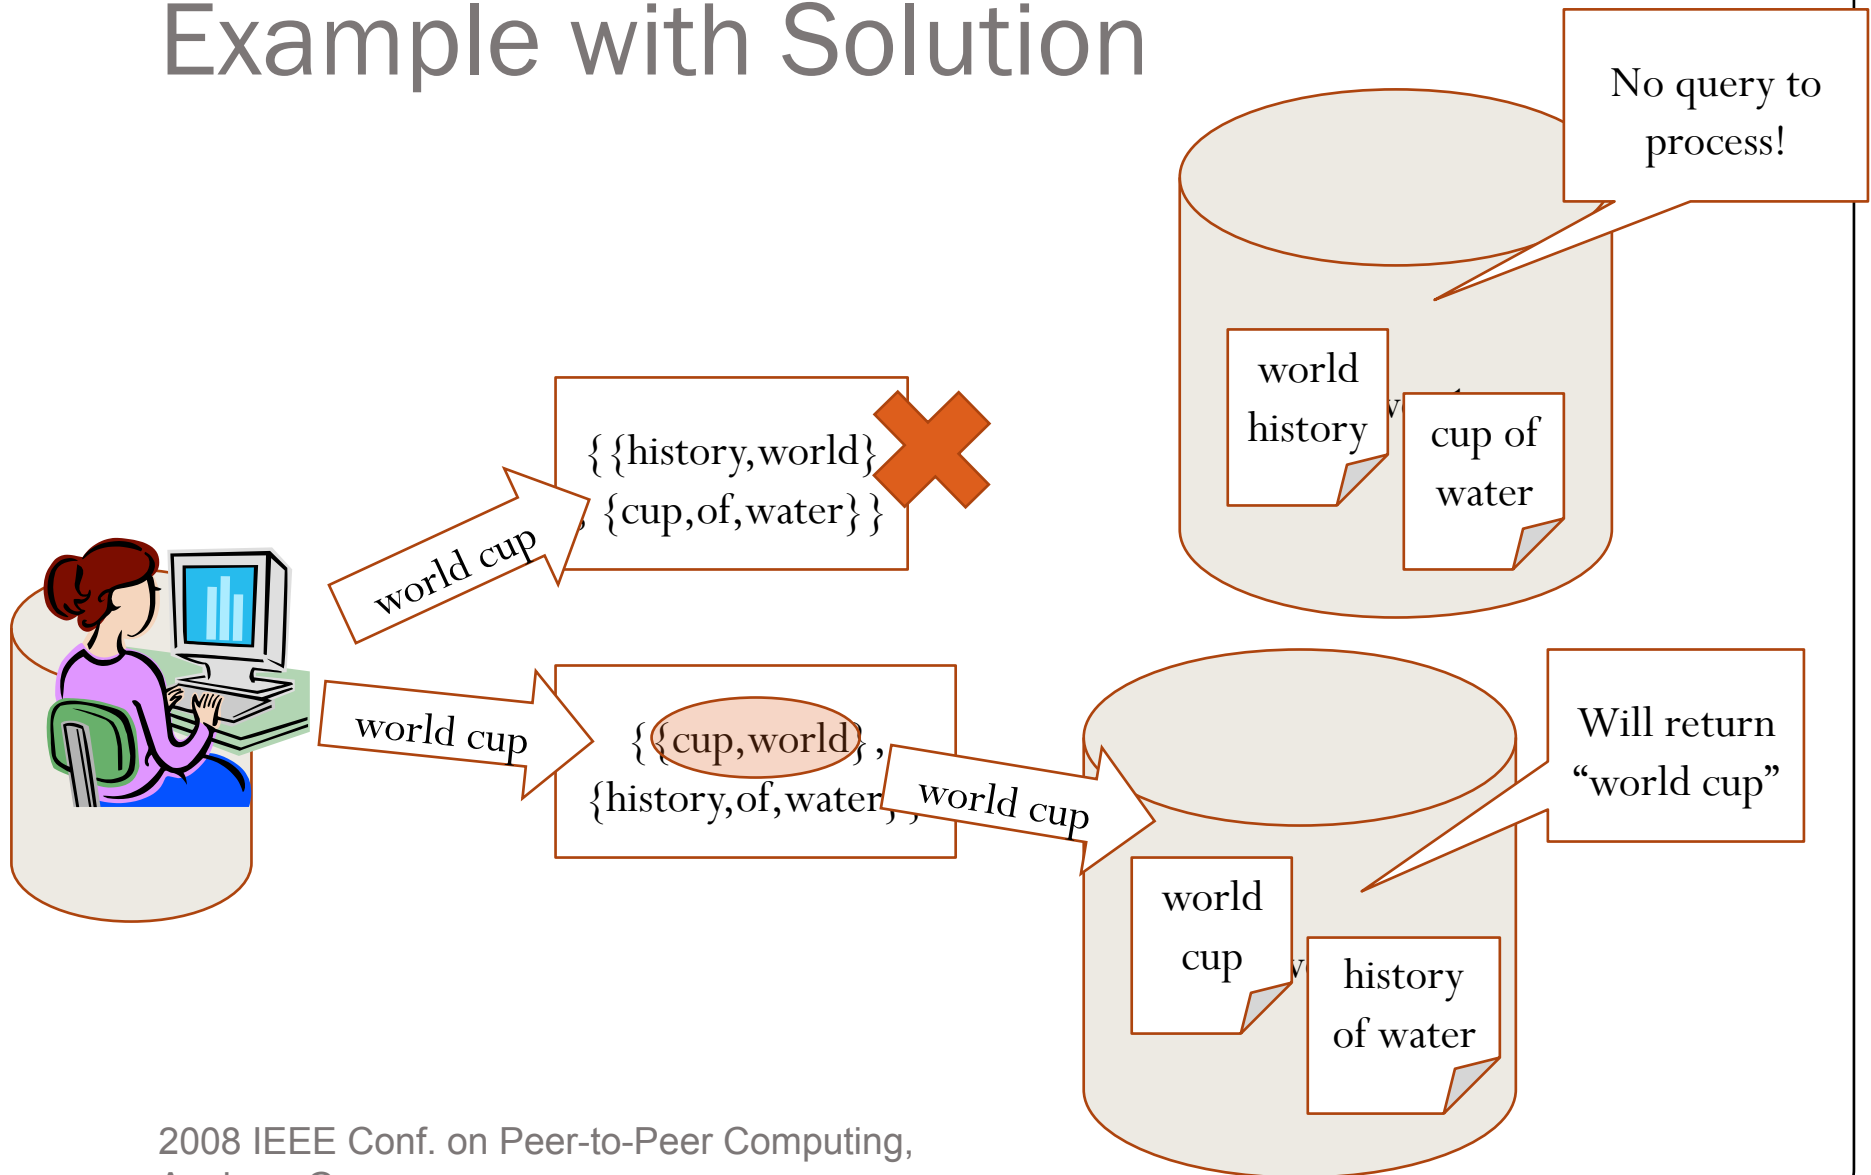 Example with Solution
No query to
process!
world
history
cup of
water
{{history,world}
, {cup,of,water}}
world cup
world cup
{{cup,world},
{history,of,water}}
world cup
Will return
“world cup”
world
cup
history
of water
2008 IEEE Conf. on Peer-to-Peer Computing,